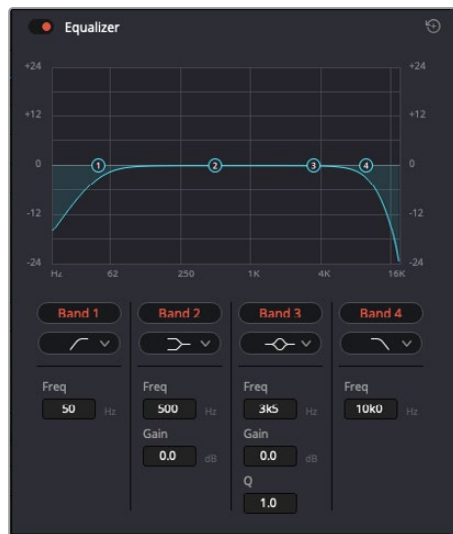 Equalizer
+24 +24
+12 +12
0 1 2 3 4 0
-12 -12
-24 -24
Hz 62 250 1K 4K 16K
Band 1 Band 2 Band 3 Band 4
Freq Freq Freq Freq
50 Hz 500 Hz 3k5 Hz 10k0 Hz
Gain Gain
0.0 dB 0.0 dB
Q
1.0